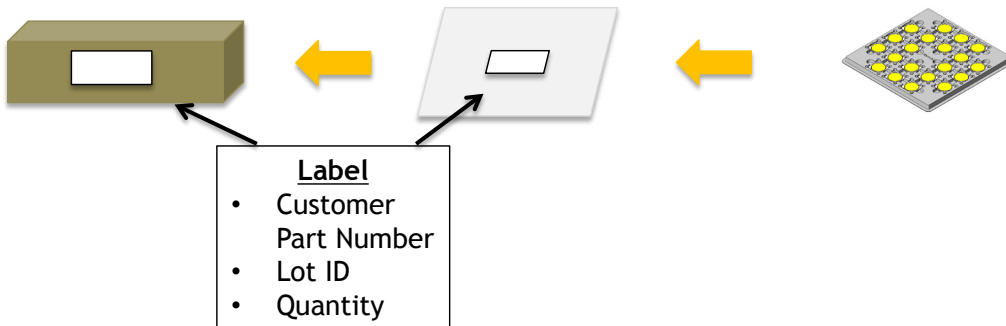 Label
• Customer
Part Number
• Lot ID
• Quantity